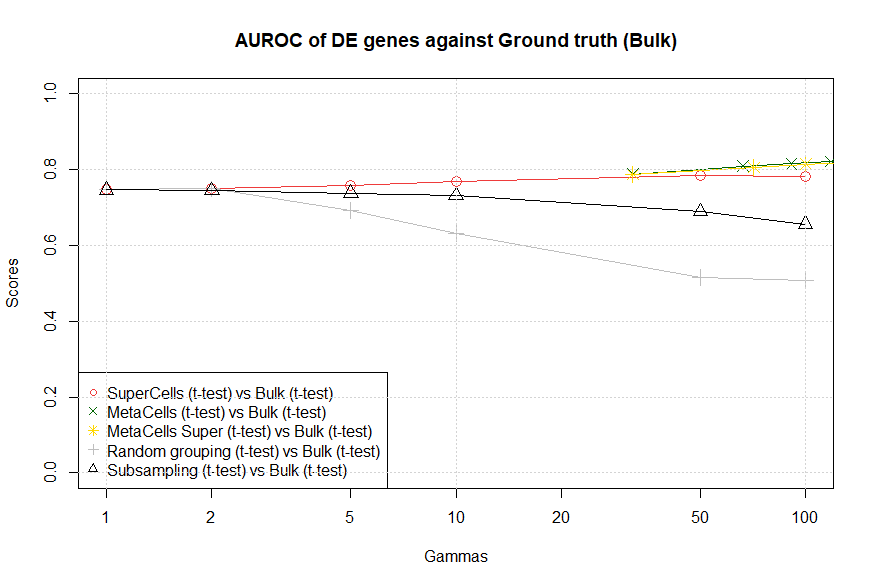 AUROC of DE genes against Ground truth (Bulk)
Scores
1.0
0.8
0.6
0.4
0.2
0.0
SuperCells (t-test) vs Bulk (t-test)
MetaCells (t-test) vs Bulk (t-test)
MetaCells Super (t-test) vs Bulk (t-test)
Random grouping (t-test) vs Bulk (t-test)
Subsampling (t-test) vs Bulk (t-test)
1 2 5 10 20 50 100
Gammas